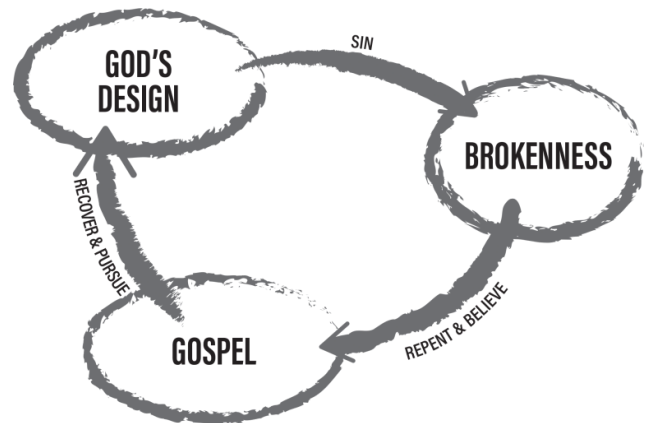 GOD'S
DESIGN
SIN
BROKENNESS
REPENT & BELIEVE
GOSPEL
RECOVER & PURSUE